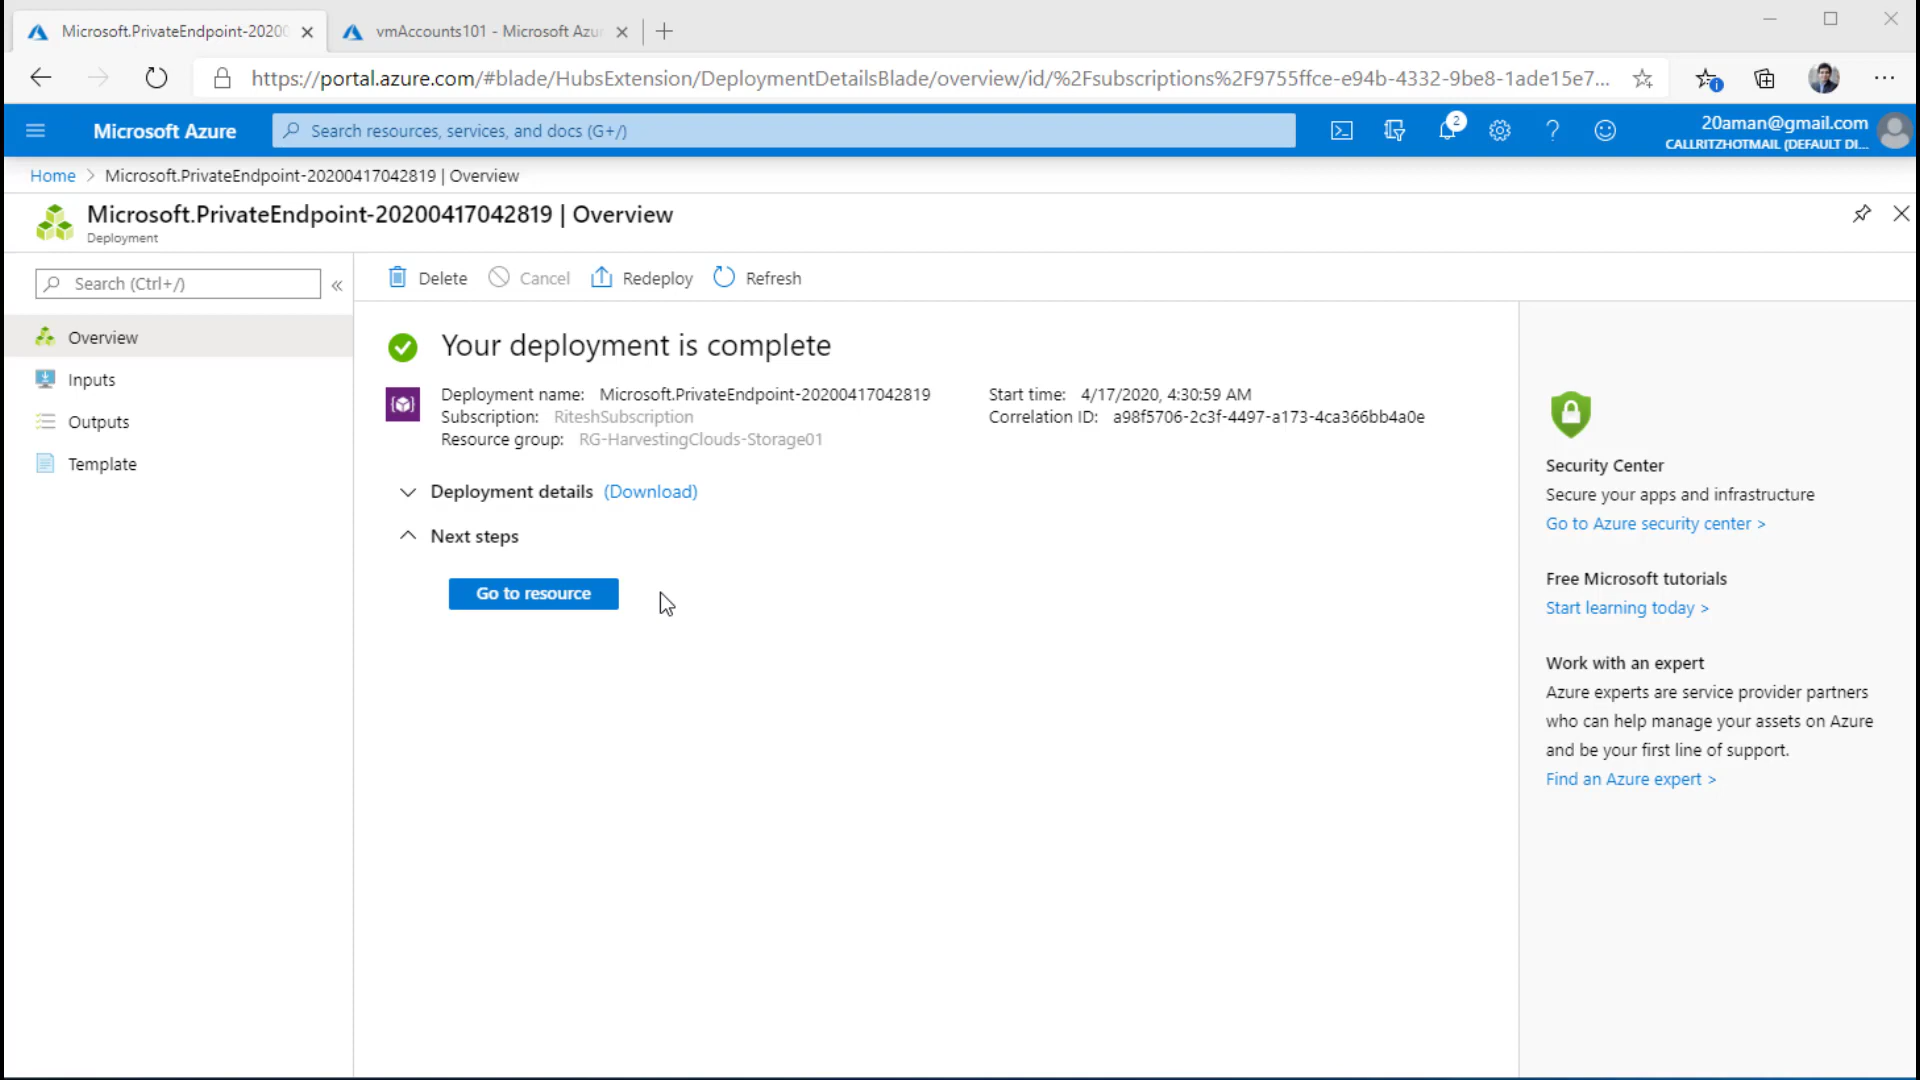 Microsoft.PrivateEndpoint-2020
vmAccounts101 - Microsoft Azu
https://portal.azure.com/#blade/HubsExtension/DeploymentDetailsBlade/overview/id/%2Fsubscriptions%2F9755ffce-e94b-4332-9be8-1ade15e7...
Microsoft Azure
Search resources, services, and docs (G+/)
2
20aman@gmail.com
CALLRITZHOTMAIL (DEFAULT DI...
Home > Microsoft.PrivateEndpoint-20200417042819 | Overview
Microsoft.PrivateEndpoint-20200417042819 | Overview
Deployment
Search (Ctrl+/)
«
Overview
Inputs
Outputs
Template
Delete
Cancel
Redeploy
Refresh
Your deployment is complete
Deployment name: Microsoft.PrivateEndpoint-20200417042819
Subscription: RiteshSubscription
Resource group: RG-HarvestingClouds-Storage01
Start time: 4/17/2020, 4:30:59 AM
Correlation ID: a98f5706-2c3f-4497-a173-4ca366bb4a0e
Deployment details (Download)
Next steps
Go to resource
Security Center
Secure your apps and infrastructure
Go to Azure security center >
Free Microsoft tutorials
Start learning today >
Work with an expert
Azure experts are service provider partners
who can help manage your assets on Azure
and be your first line of support.
Find an Azure expert >